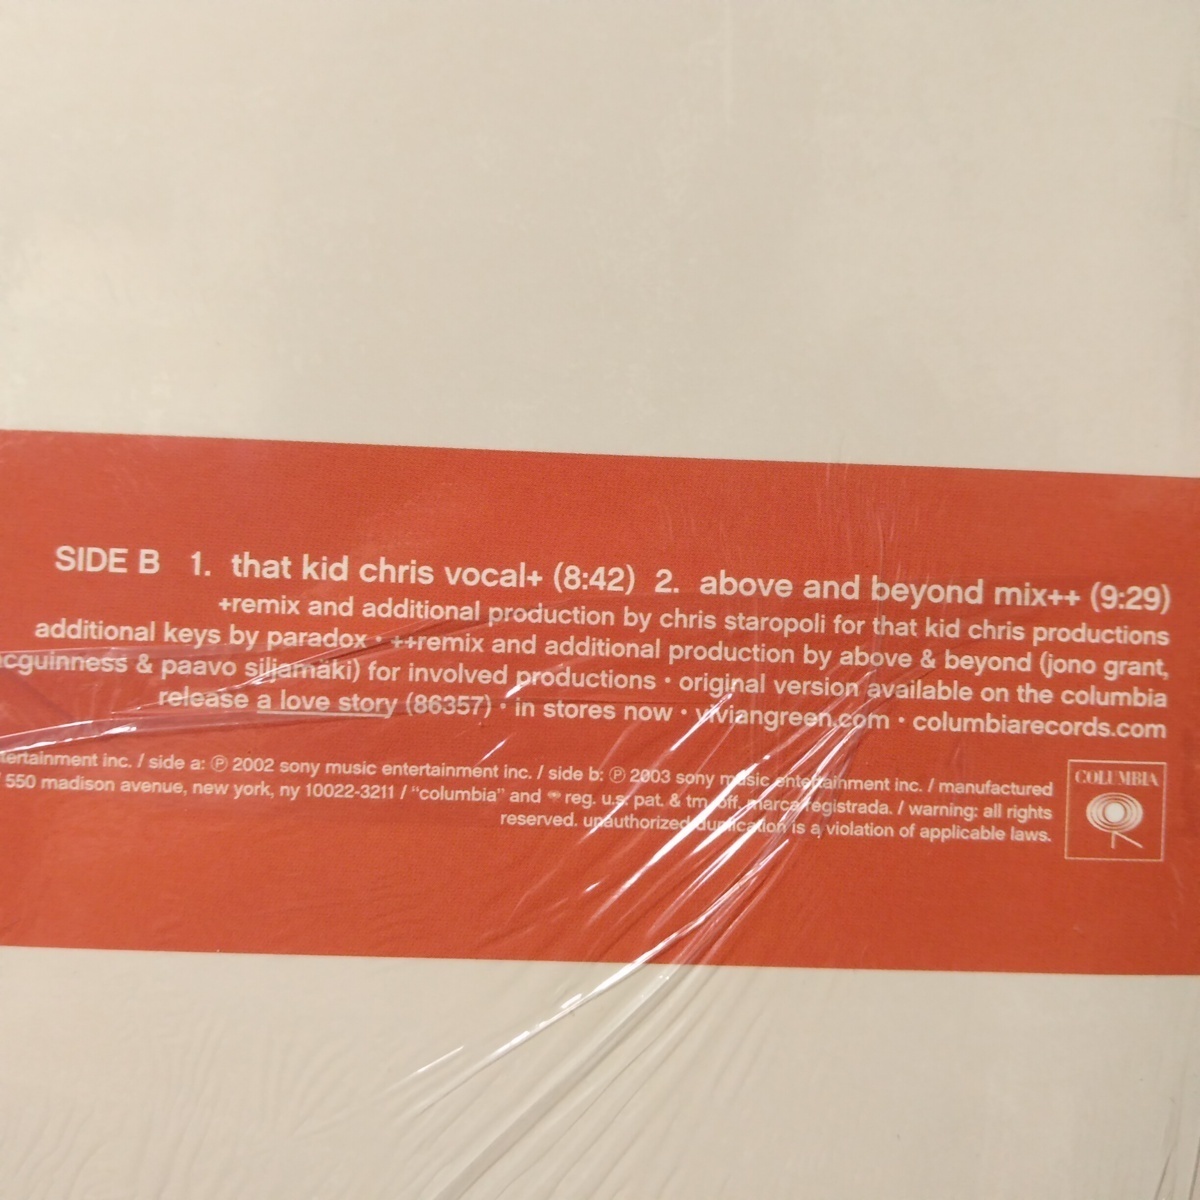 SIDE B 1. that kid chris vocal+ (8:42) 2. above and beyond mix++ (9:29)
+remix and additional production by chris staropoli for that kid chris productions
additional keys by paradox • ++remix and additional production by above & beyond (jono grant,
cguinness & paavo siljamäki) for involved productions • original version available on the columbia
release a love story (86357) • in stores now • viviangreen.com • columbiarecords.com
tertainment inc. / side a: ℗ 2002 sony music entertainment inc. / side b: ℗ 2003 sony music entertainment inc. / manufactured
550 madison avenue, new york, ny 10022-3211 / "columbia" and reg. u.s. pat. & tm. off. marca registrada. / warning: all rights
reserved. unauthorized duplication is a violation of applicable laws.
COLUMBIA